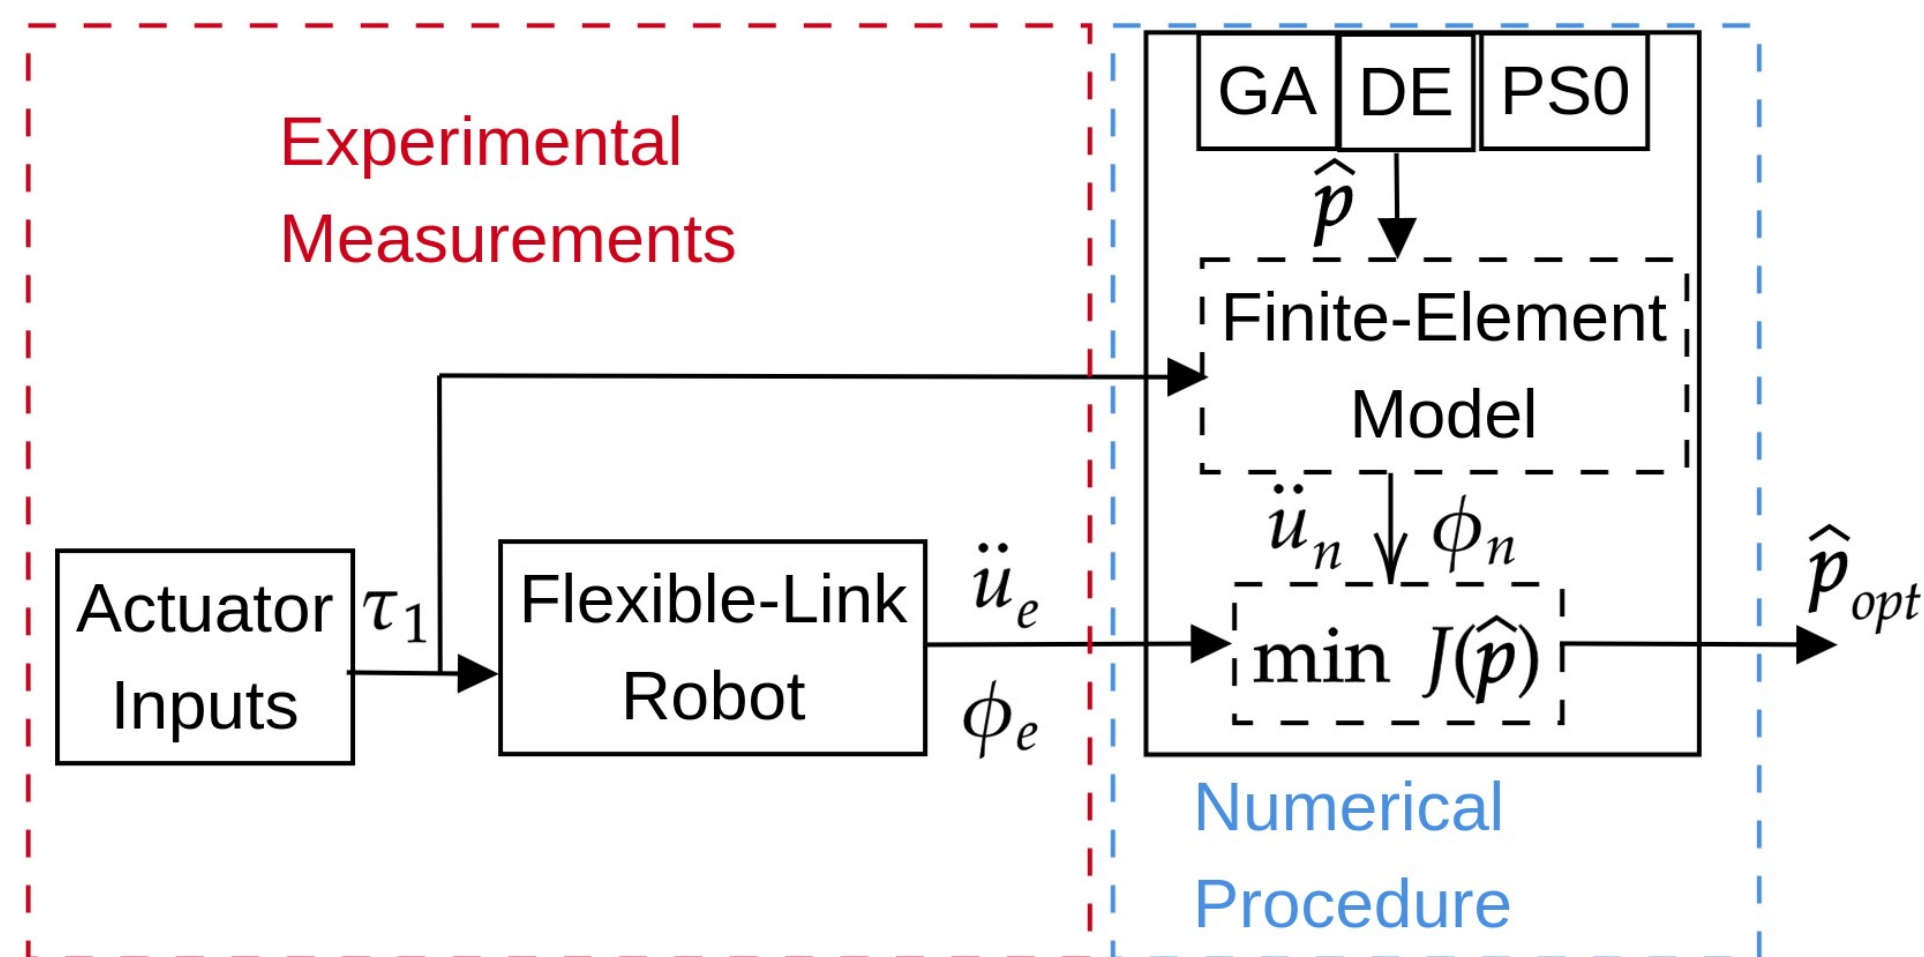 Experimental
Measurements
GA DE PS0
p̂
Finite-Element
Model
ü_n ϕ_n
Actuator
Inputs
τ_1
Flexible-Link
Robot
ü_e
ϕ_e
min J(p̂)
p̂_opt
Numerical
Procedure